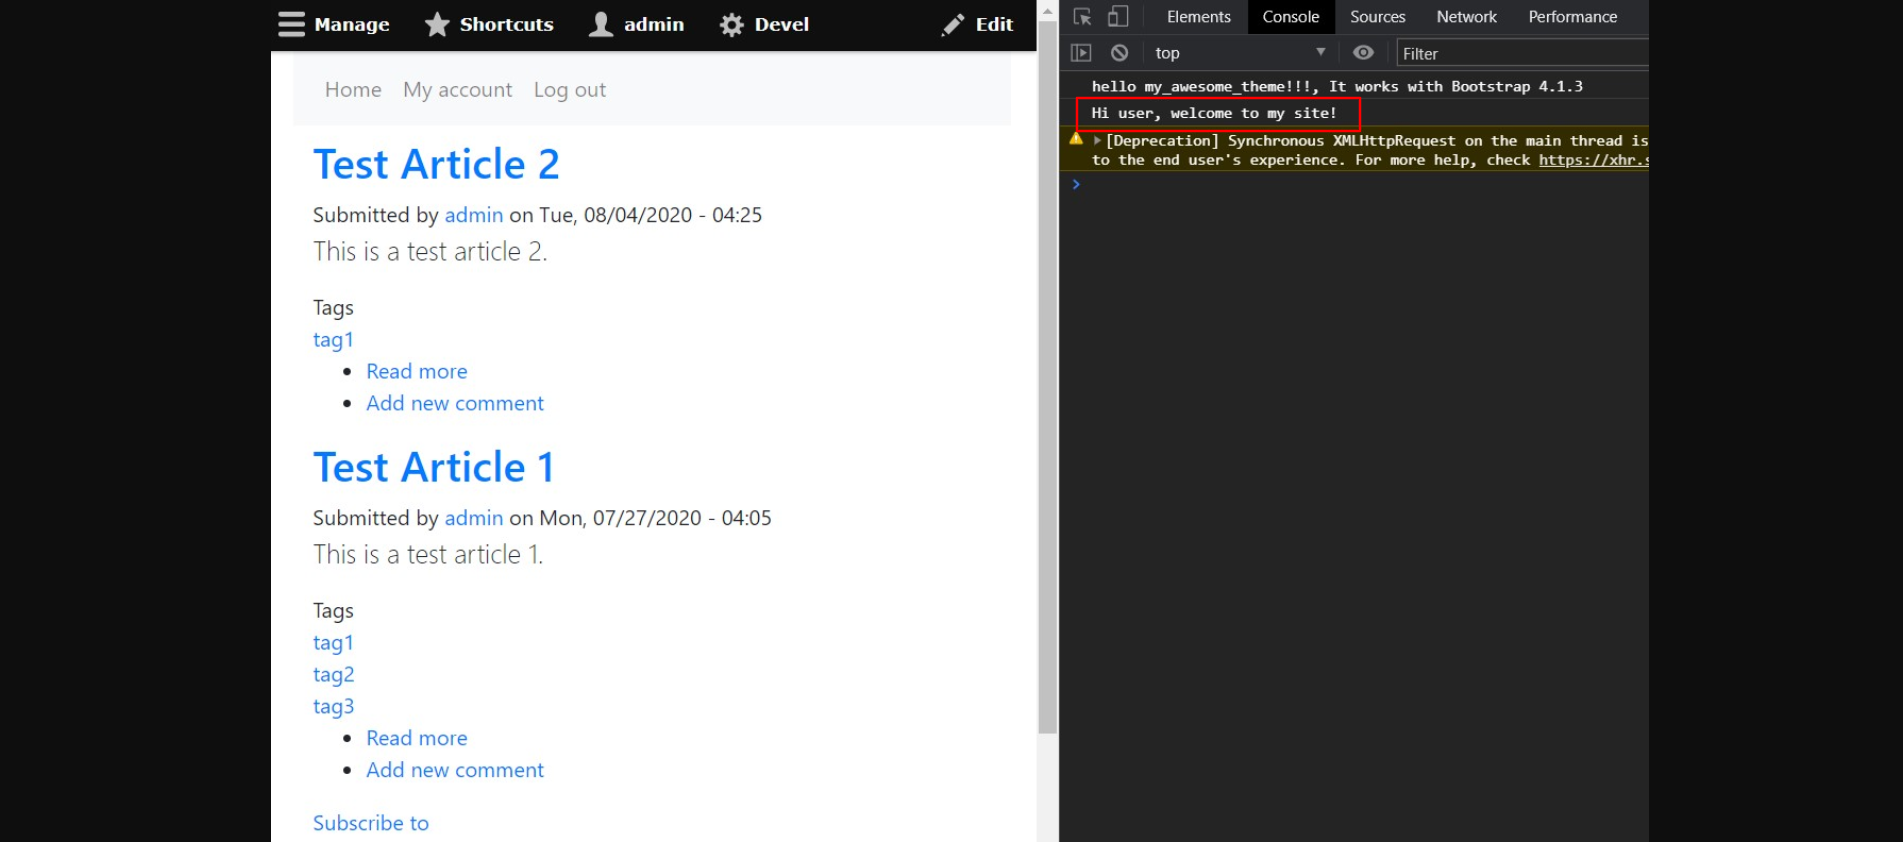 Manage Shortcuts admin Devel Edit
Home My account Log out
Test Article 2
Submitted by admin on Tue, 08/04/2020 - 04:25
This is a test article 2.
Tags
tag1
Read more
Add new comment
Test Article 1
Submitted by admin on Mon, 07/27/2020 - 04:05
This is a test article 1.
Tags
tag1
tag2
tag3
Read more
Add new comment
Subscribe to
Elements Console Sources Network Performance
top Filter
hello my_awesome_theme!!!, It works with Bootstrap 4.1.3
Hi user, welcome to my site!
[Deprecation] Synchronous XMLHttpRequest on the main thread is
to the end user's experience. For more help, check https://xhr.s